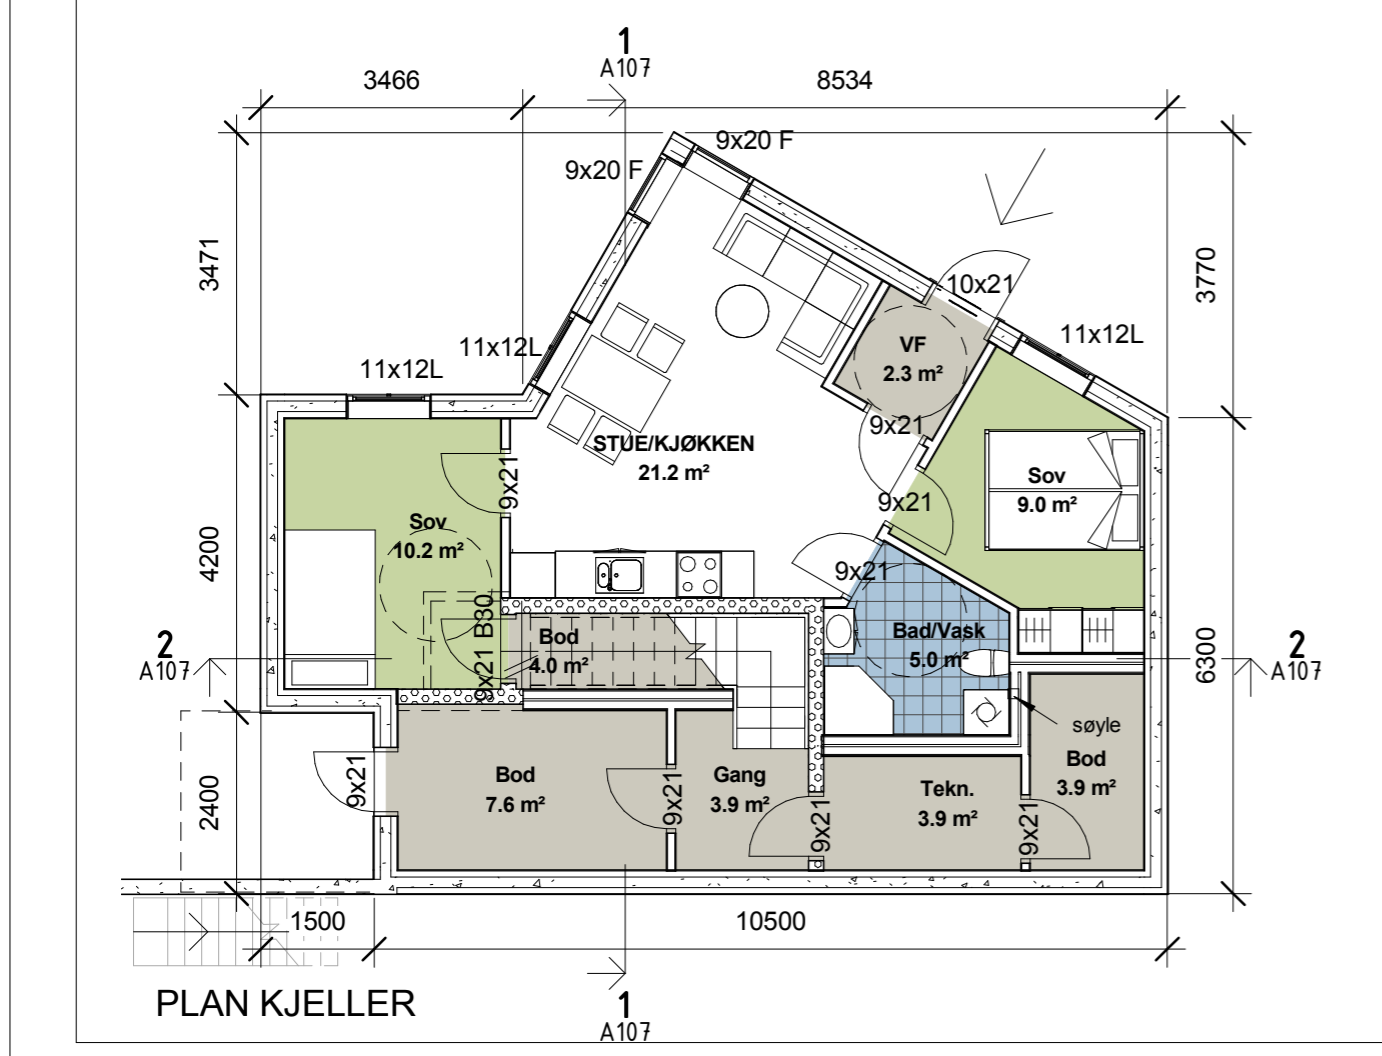 1
A107
3466
8534
9x20 F
9x20 F
3471
3770
10x21
11x12L
11x12L
11x12L
VF
2.3 m²
9x21
STUE/KJØKKEN
21.2 m²
9x21
Sov
9.0 m²
9x21
Sov
10.2 m²
4200
9x21
9x21 B30
Bod
4.0 m²
Bad/Vask
5.0 m²
2
A107
2
A107
6300
søyle
Bod
3.9 m²
Bod
7.6 m²
9x21
9x21
Gang
3.9 m²
9x21
Tekn.
3.9 m²
9x21
2400
1500
10500
PLAN KJELLER
1
A107